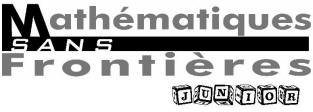 Mathématiques
SANS
Frontières
JUNIOR